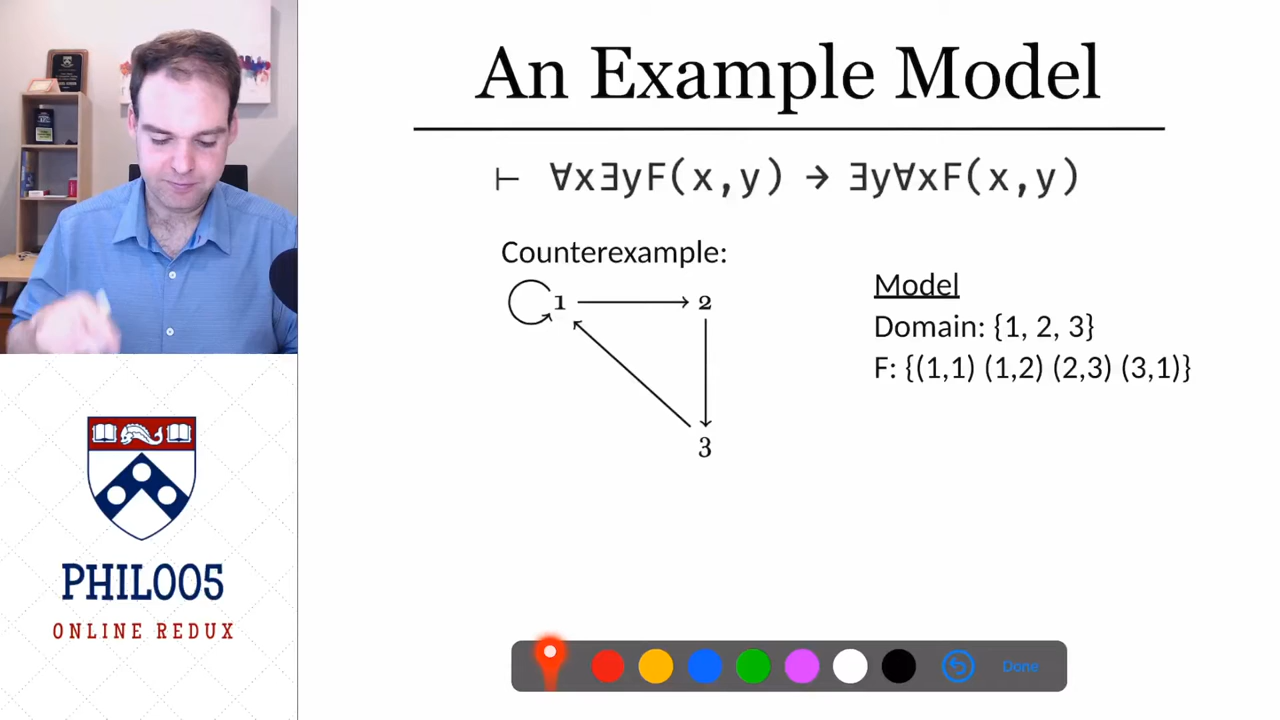 An Example Model
⊢ ∀x∃yF(x,y) → ∃y∀xF(x,y)
Counterexample:
1 2
3
Model
Domain: {1, 2, 3}
F: {(1,1) (1,2) (2,3) (3,1)}
PHIL005
ONLINE REDUX
Done